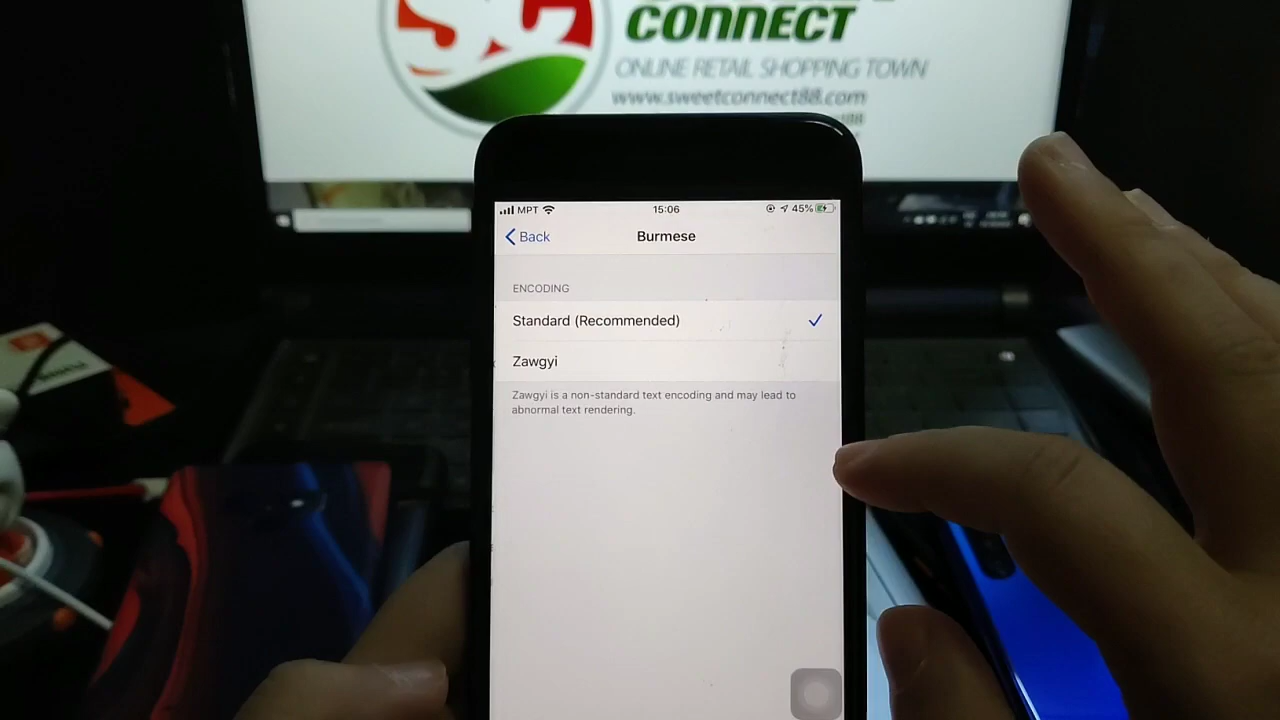 CONNECT
ONLINE RETAIL SHOPPING TOWN
www.sweetconnect88.com
MPT
15:06
45%
Back
Burmese
ENCODING
Standard (Recommended)
Zawgyi
Zawgyi is a non-standard text encoding and may lead to
abnormal text rendering.